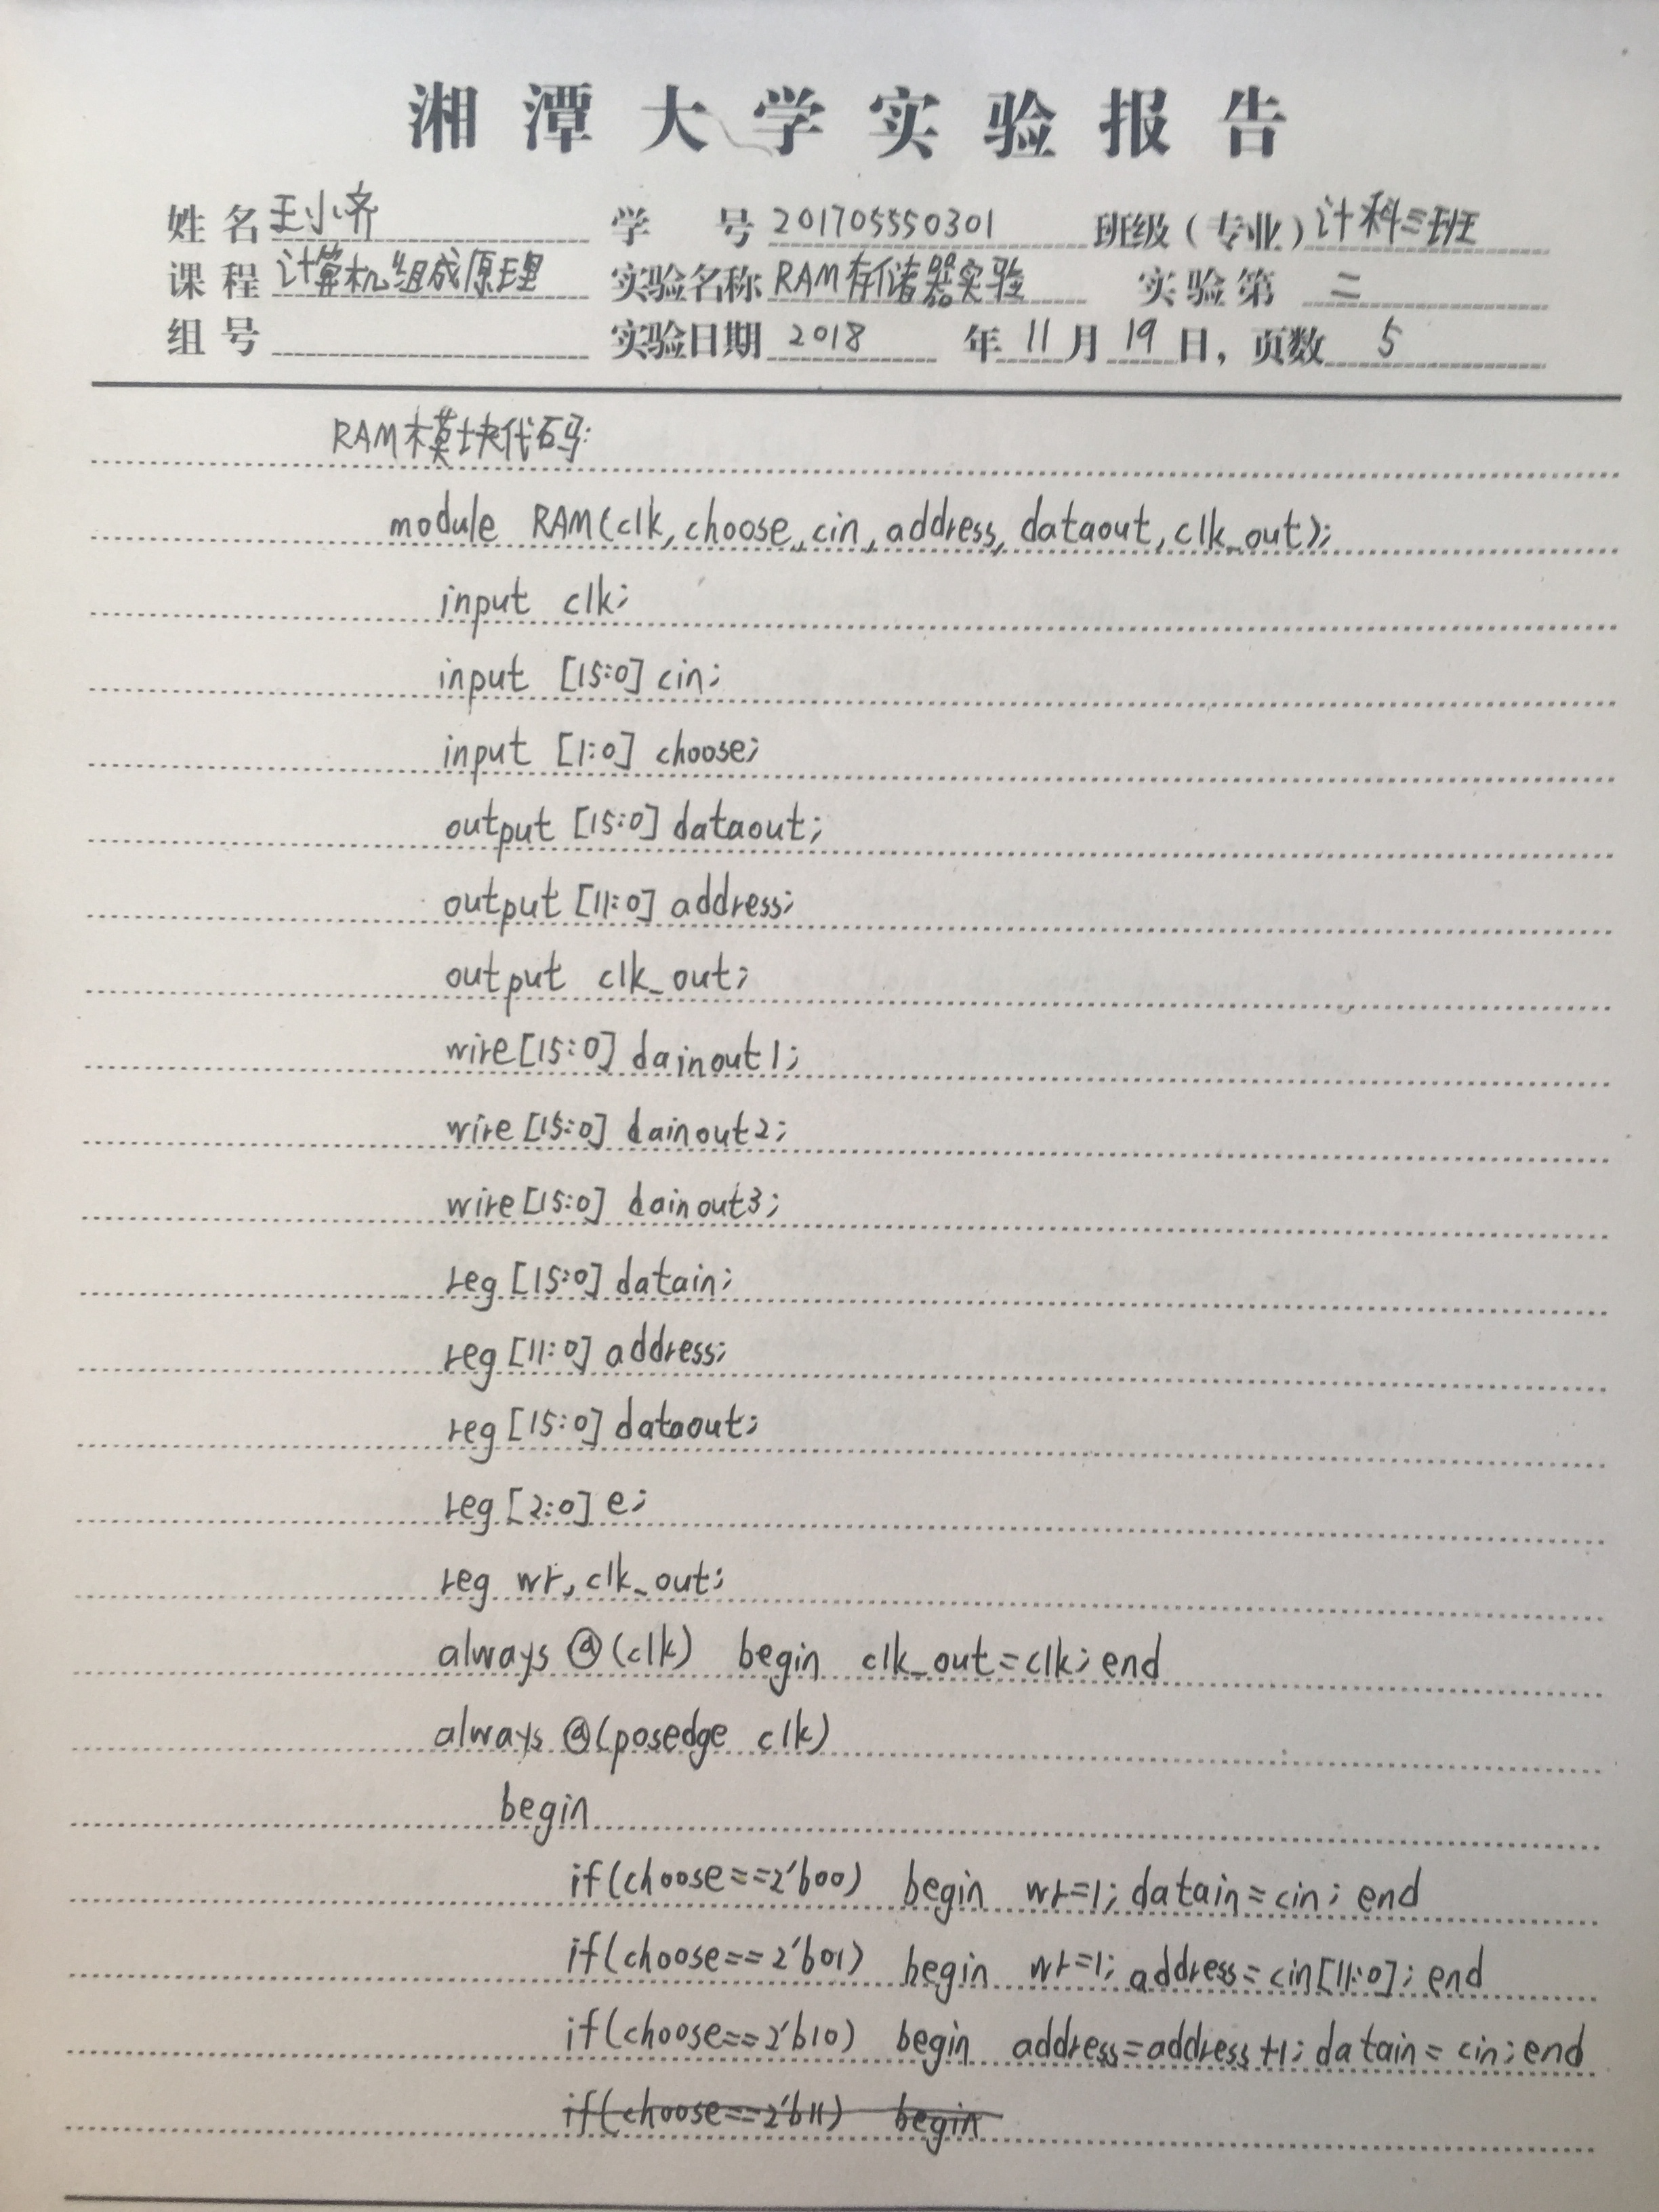 湘潭大学实验报告
姓名 王小齐 学号 201705550301 班级（专业）计科三班
课程 计算机组成原理 实验名称 RAM存储器实验 实验第 二
组号 实验日期 2018 年 11 月 19 日，页数 5
RAM模块代码:
module RAM(clk, choose, cin, address, dataout, clk_out);
input clk;
input [15:0] cin;
input [1:0] choose;
output [15:0] dataout;
output [11:0] address;
output clk_out;
wire [15:0] dainout1;
wire [15:0] dainout2;
wire [15:0] dainout3;
reg [15:0] datain;
reg [11:0] address;
reg [15:0] dataout;
reg [2:0] e;
reg wr, clk_out;
always @(clk) begin clk_out=clk; end
always @(posedge clk)
begin
if(choose==2'b00) begin wr=1; datain=cin; end
if(choose==2'b01) begin wr=1; address=cin[11:0]; end
if(choose==2'b10) begin address=address+1; datain=cin; end
if(choose==2'b11) begin